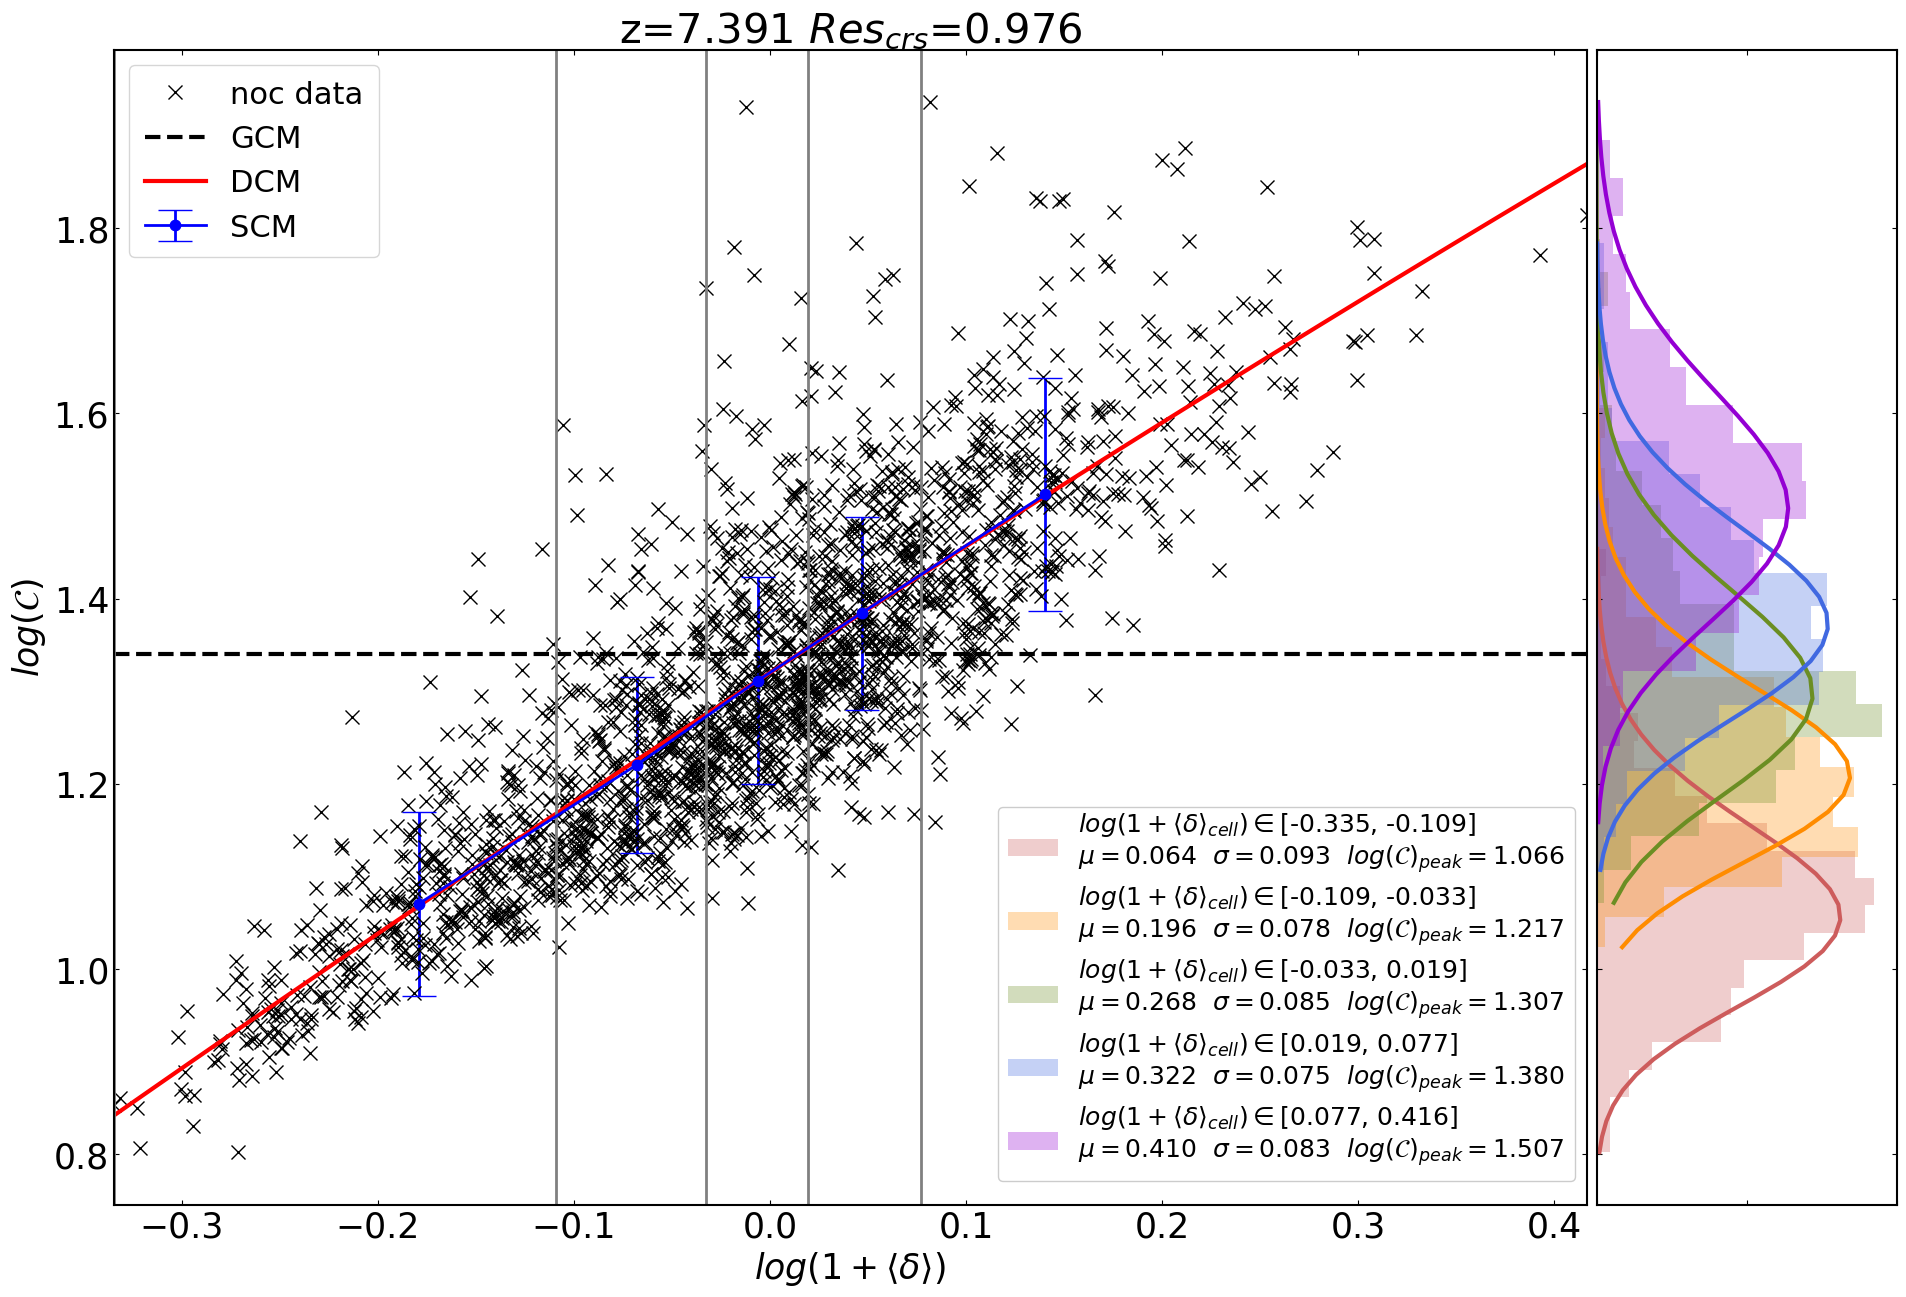 z=7.391 Res_crs=0.976
noc data
GCM
DCM
SCM
log(𝒞)
1.8
1.6
1.4
1.2
1.0
0.8
log(1 + ⟨δ⟩_cell) ∈ [-0.335, -0.109]
μ = 0.064 σ = 0.093 log(𝒞)_peak = 1.066
log(1 + ⟨δ⟩_cell) ∈ [-0.109, -0.033]
μ = 0.196 σ = 0.078 log(𝒞)_peak = 1.217
log(1 + ⟨δ⟩_cell) ∈ [-0.033, 0.019]
μ = 0.268 σ = 0.085 log(𝒞)_peak = 1.307
log(1 + ⟨δ⟩_cell) ∈ [0.019, 0.077]
μ = 0.322 σ = 0.075 log(𝒞)_peak = 1.380
log(1 + ⟨δ⟩_cell) ∈ [0.077, 0.416]
μ = 0.410 σ = 0.083 log(𝒞)_peak = 1.507
−0.3 −0.2 −0.1 0.0 0.1 0.2 0.3 0.4
log(1 + ⟨δ⟩)